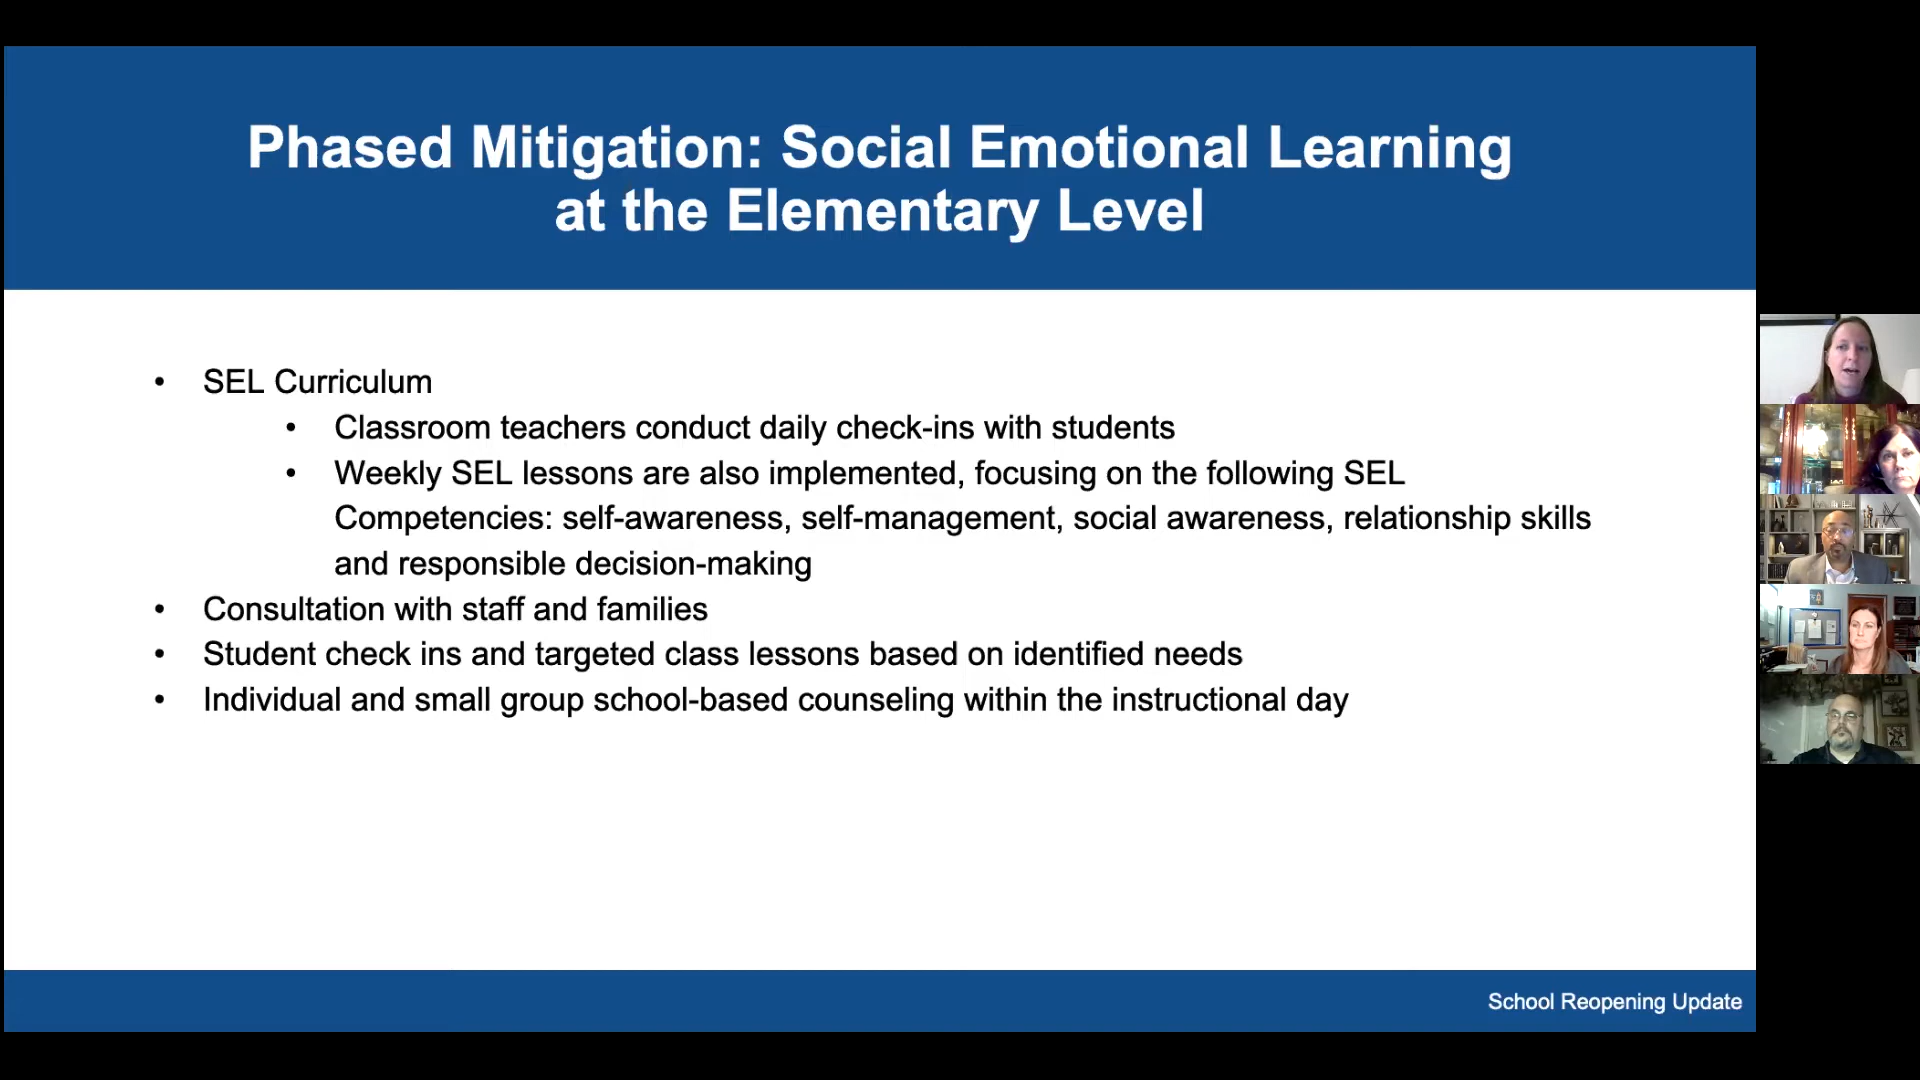 Phased Mitigation: Social Emotional Learning
at the Elementary Level
• SEL Curriculum
• Classroom teachers conduct daily check-ins with students
• Weekly SEL lessons are also implemented, focusing on the following SEL
Competencies: self-awareness, self-management, social awareness, relationship skills
and responsible decision-making
• Consultation with staff and families
• Student check ins and targeted class lessons based on identified needs
• Individual and small group school-based counseling within the instructional day
School Reopening Update